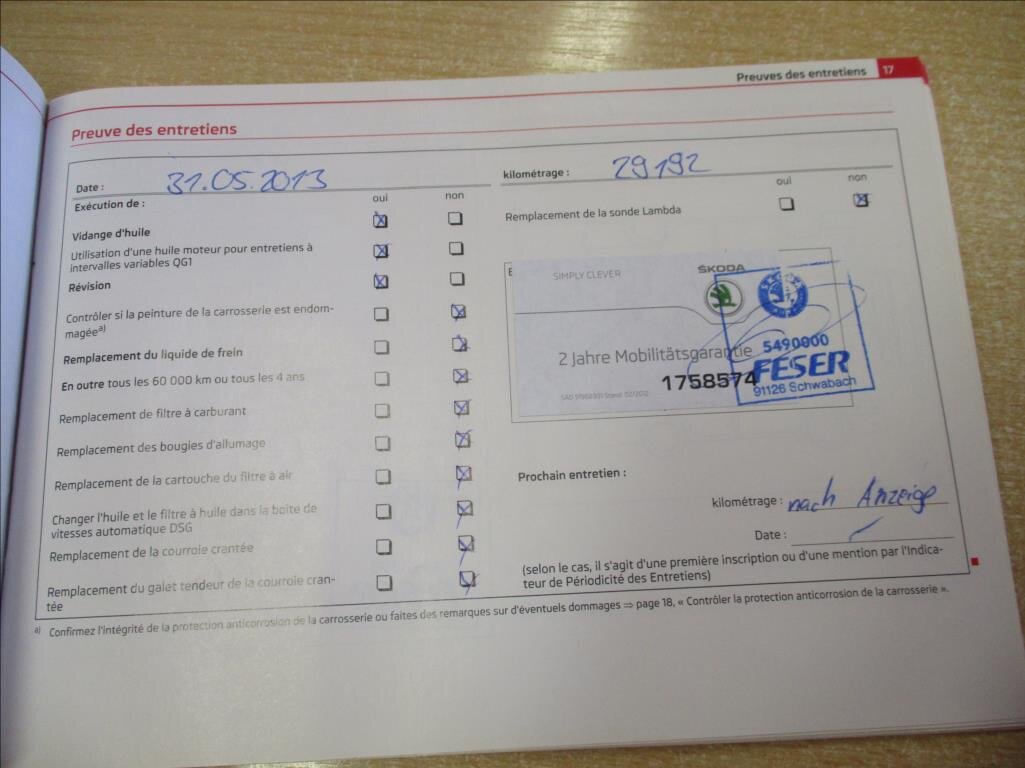 Preuves des entretiens 17
Preuve des entretiens
Date : 31.05.2013
Exécution de :
oui non
Vidange d'huile
Utilisation d'une huile moteur pour entretiens à
intervalles variables QG1
Révision
Contrôler si la peinture de la carrosserie est endom-
magée a)
Remplacement du liquide de frein
En outre tous les 60 000 km ou tous les 4 ans
Remplacement de filtre à carburant
Remplacement des bougies d'allumage
Remplacement de la cartouche du filtre à air
Changer l'huile et le filtre à huile dans la boîte de
vitesses automatique DSG
Remplacement de la courroie crantée
Remplacement du galet tendeur de la courroie cran-
tée
kilométrage : 29192
oui non
Remplacement de la sonde Lambda
SIMPLY CLEVER
ŠKODA
2 Jahre Mobilitätsgarantie
1758574
5490000
FESER
91126 Schwabach
Prochain entretien :
kilométrage : nach Anzeige
Date :
(selon le cas, il s'agit d'une première inscription ou d'une mention par l'Indica-
teur de Périodicité des Entretiens)
a) Confirmez l'intégrité de la protection anticorrosion de la carrosserie ou faites des remarques sur d'éventuels dommages ⇒ page 18, « Contrôler la protection anticorrosion de la carrosserie ».